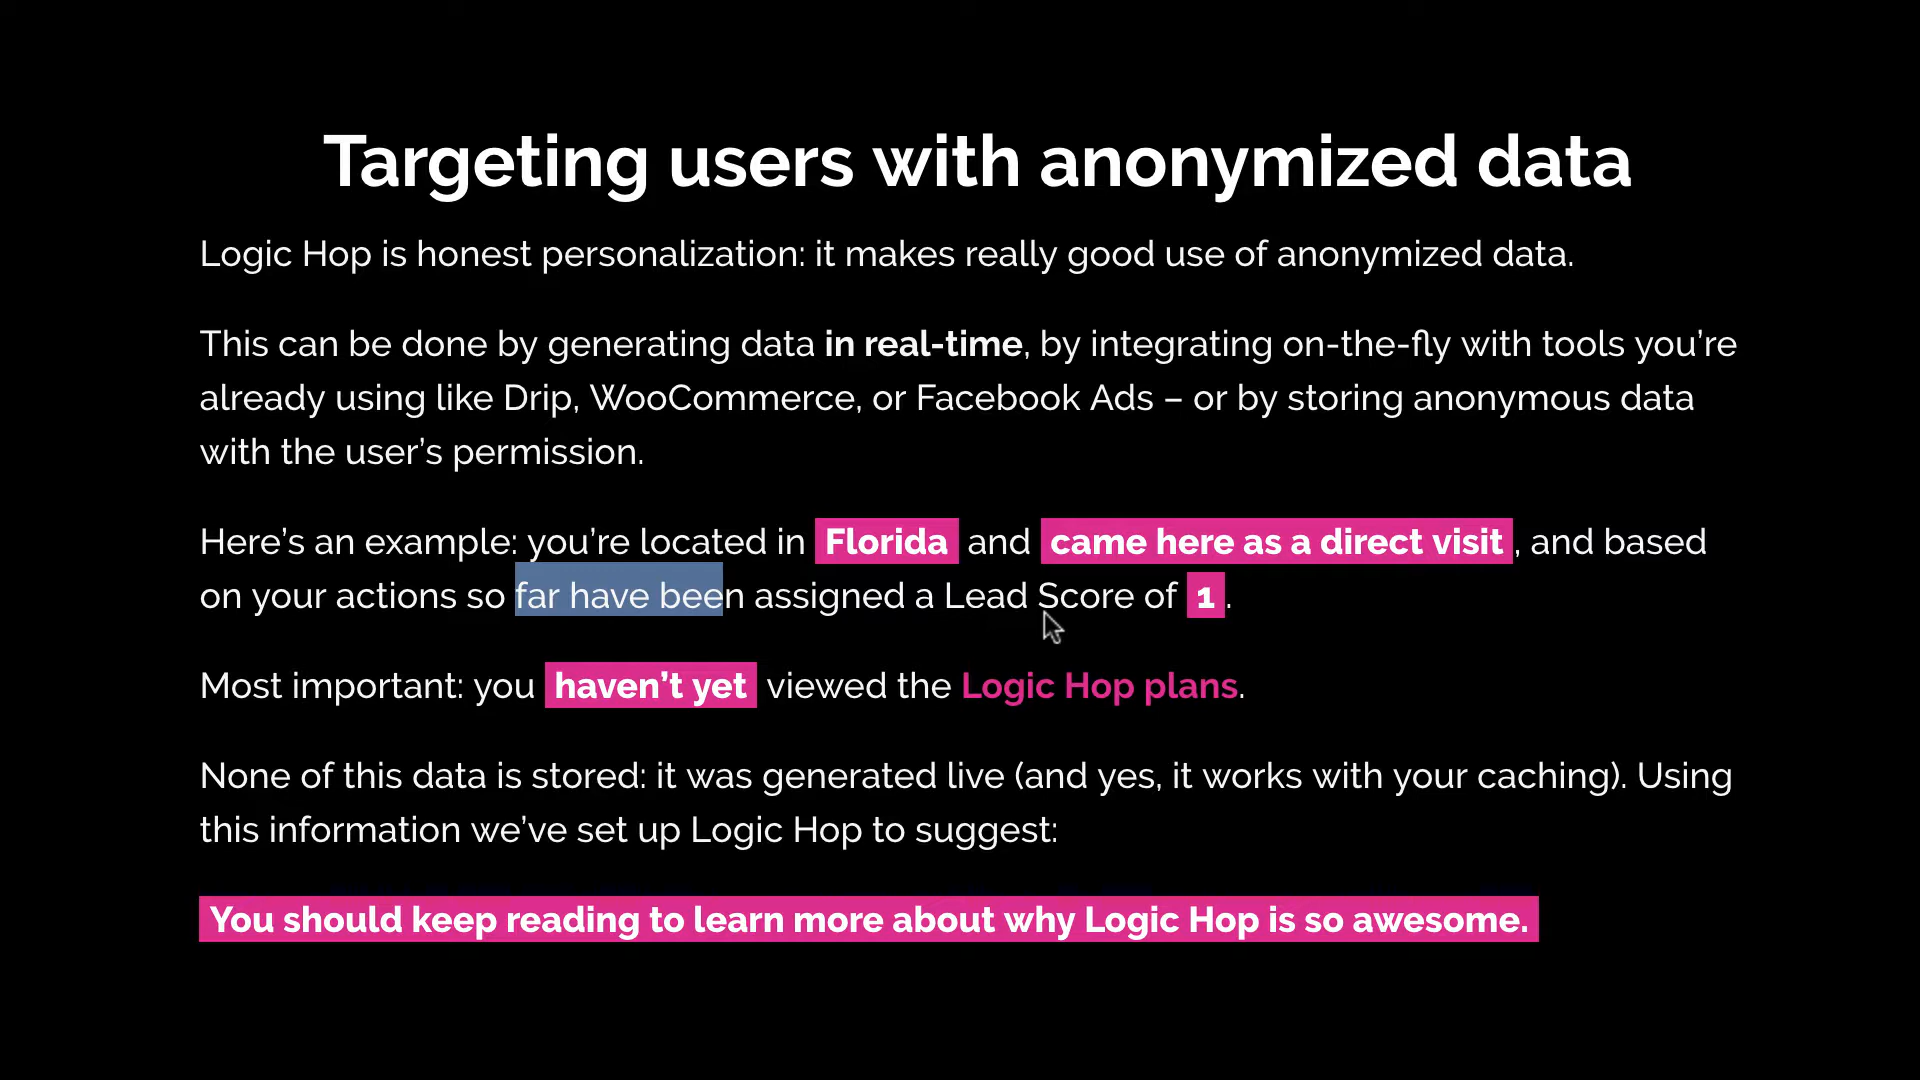 Targeting users with anonymized data
Logic Hop is honest personalization: it makes really good use of anonymized data.
This can be done by generating data in real-time, by integrating on-the-fly with tools you’re
already using like Drip, WooCommerce, or Facebook Ads – or by storing anonymous data
with the user’s permission.
Here’s an example: you’re located in Florida and came here as a direct visit, and based
on your actions so far have been assigned a Lead Score of 1.
Most important: you haven’t yet viewed the Logic Hop plans.
None of this data is stored: it was generated live (and yes, it works with your caching). Using
this information we’ve set up Logic Hop to suggest:
You should keep reading to learn more about why Logic Hop is so awesome.